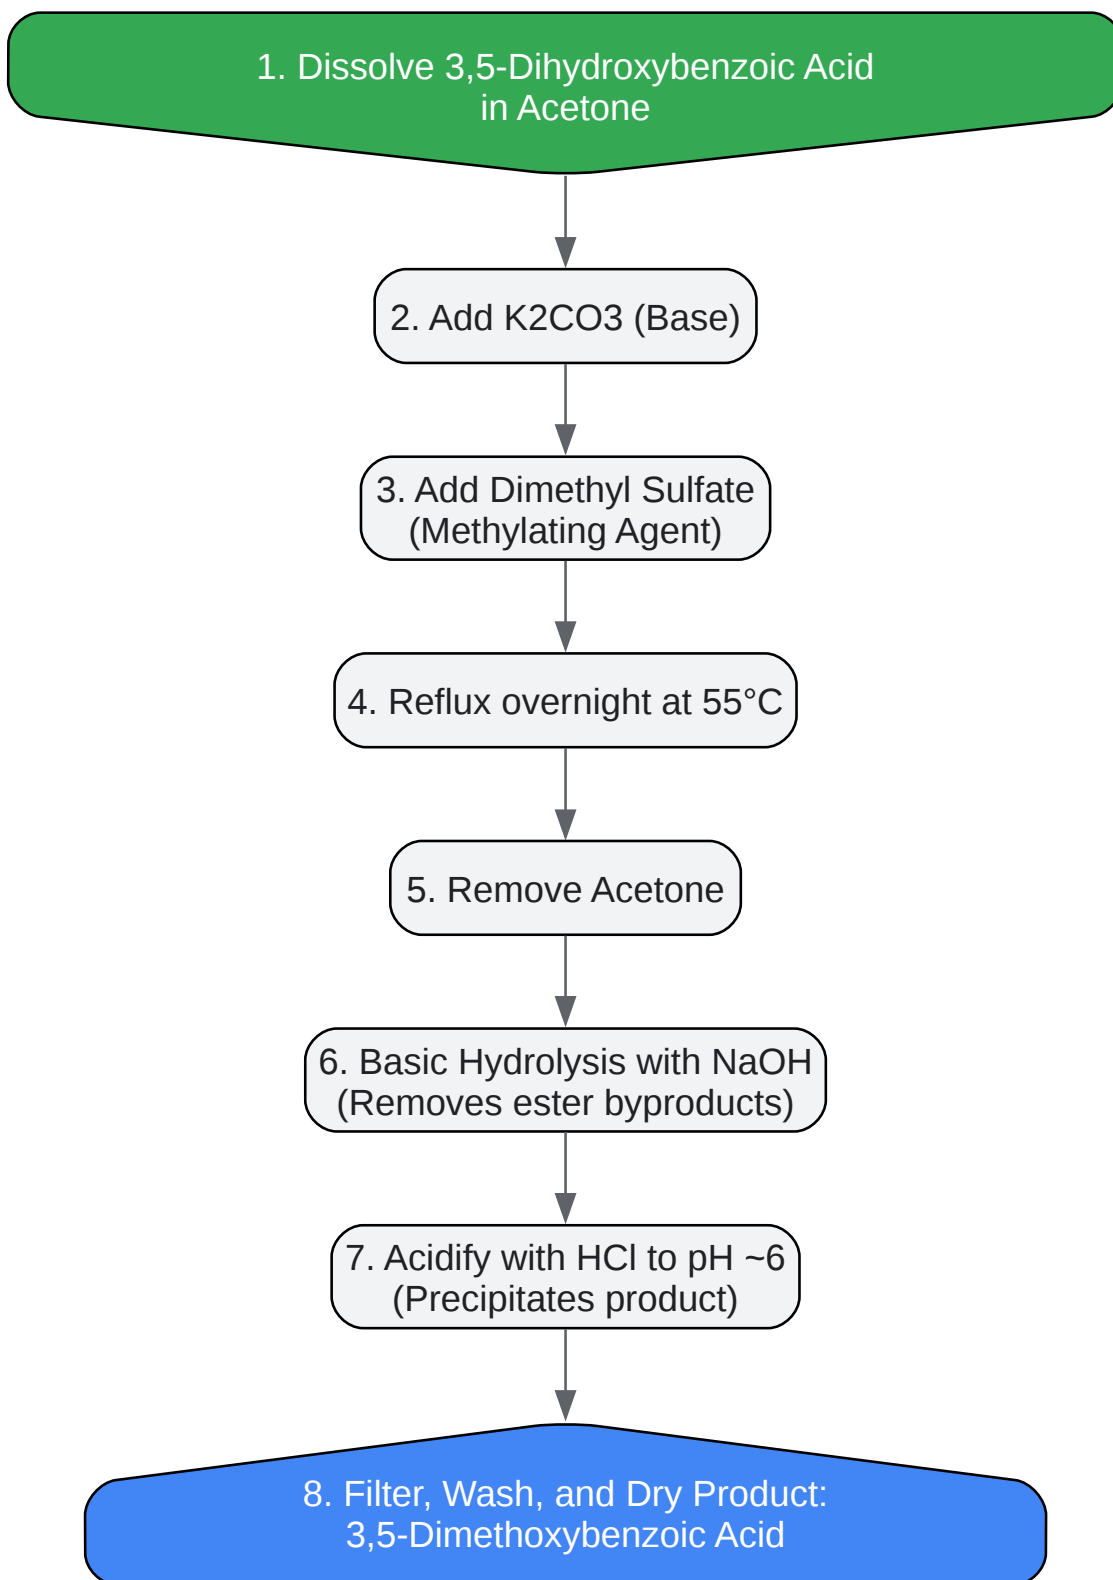 1. Dissolve 3,5-Dihydroxybenzoic Acid
in Acetone
2. Add K2CO3 (Base)
3. Add Dimethyl Sulfate
(Methylating Agent)
4. Reflux overnight at 55°C
5. Remove Acetone
6. Basic Hydrolysis with NaOH
(Removes ester byproducts)
7. Acidify with HCl to pH ~6
(Precipitates product)
8. Filter, Wash, and Dry Product:
3,5-Dimethoxybenzoic Acid